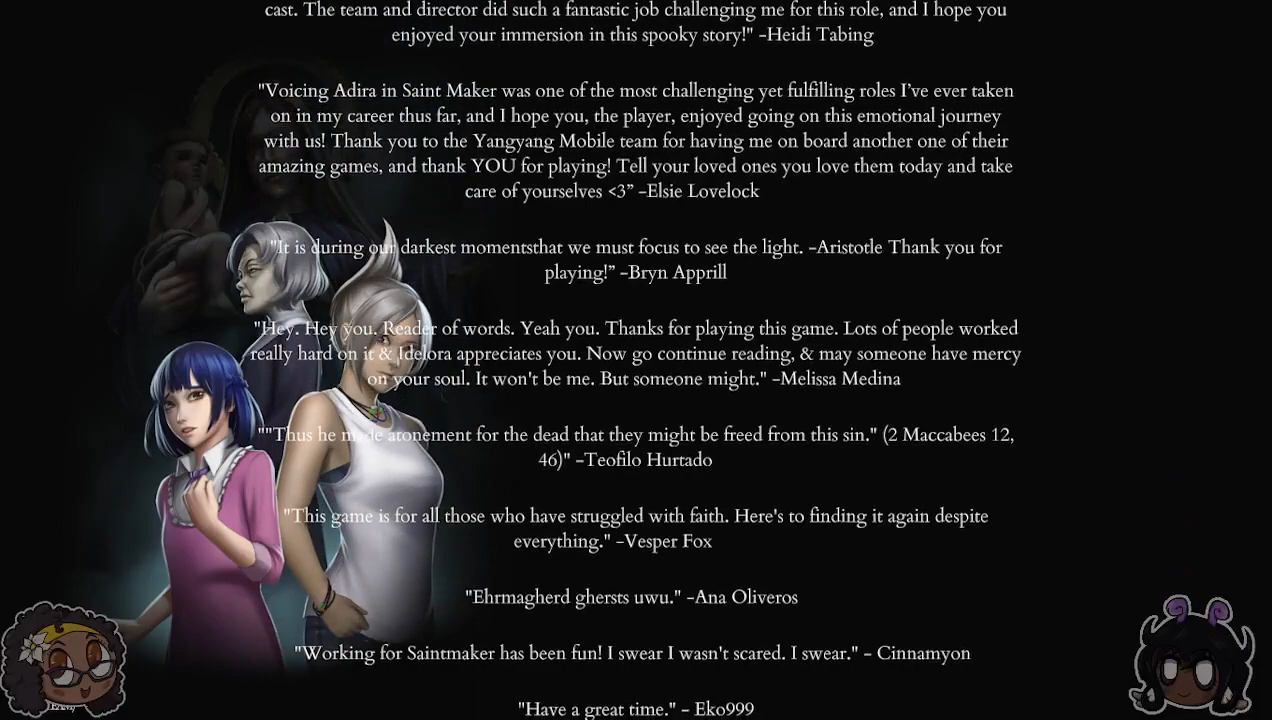 cast. The team and director did such a fantastic job challenging me for this role, and I hope you
enjoyed your immersion in this spooky story!" -Heidi Tabing
"Voicing Adira in Saint Maker was one of the most challenging yet fulfilling roles I've ever taken
on in my career thus far, and I hope you, the player, enjoyed going on this emotional journey
with us! Thank you to the Yangyang Mobile team for having me on board another one of their
amazing games, and thank YOU for playing! Tell your loved ones you love them today and take
care of yourselves <3” -Elsie Lovelock
"It is during our darkest momentsthat we must focus to see the light. -Aristotle Thank you for
playing!” -Bryn Apprill
"Hey. Hey you. Reader of words. Yeah you. Thanks for playing this game. Lots of people worked
really hard on it & Idelora appreciates you. Now go continue reading, & may someone have mercy
on your soul. It won't be me. But someone might." -Melissa Medina
""Thus he made atonement for the dead that they might be freed from this sin." (2 Maccabees 12,
46)" -Teofilo Hurtado
"This game is for all those who have struggled with faith. Here's to finding it again despite
everything." -Vesper Fox
"Ehrmagherd ghersts uwu." -Ana Oliveros
"Working for Saintmaker has been fun! I swear I wasn't scared. I swear." - Cinnamyon
"Have a great time." - Eko999